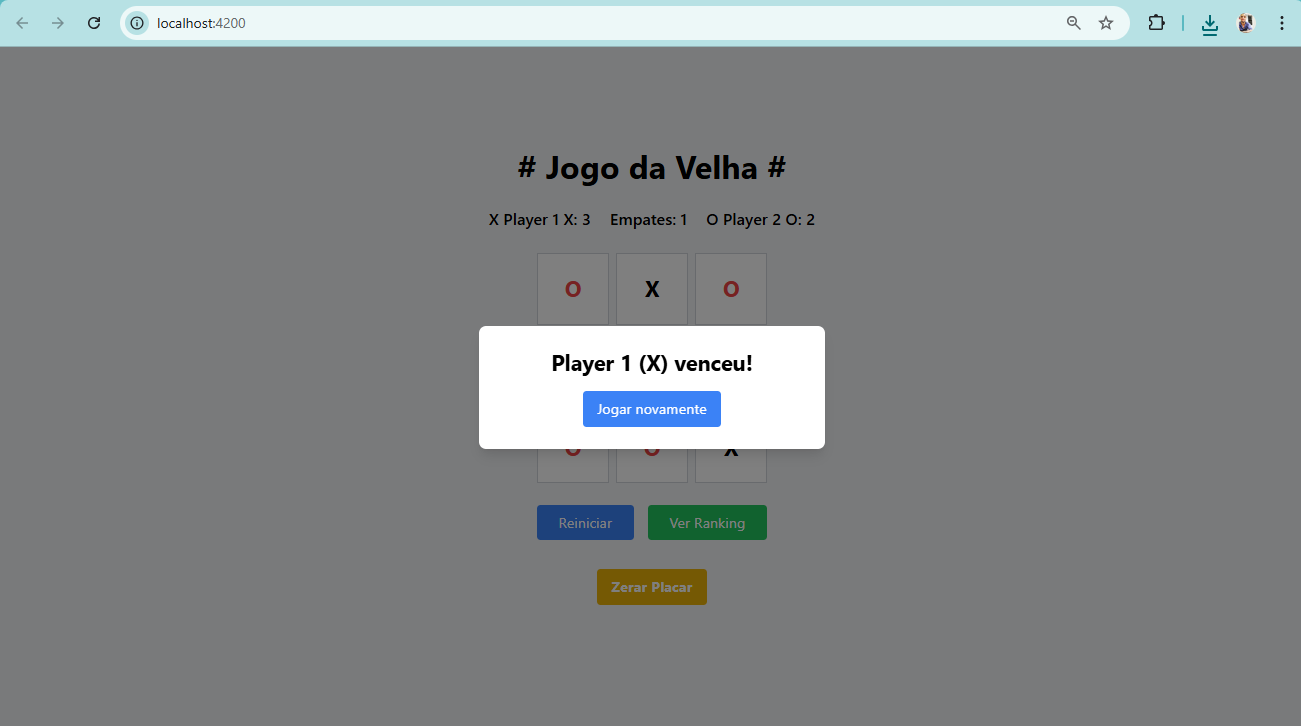 localhost:4200
# Jogo da Velha #
X Player 1 X: 3 Empates: 1 O Player 2 O: 2
O X O
Player 1 (X) venceu!
Jogar novamente
O O X
Reiniciar Ver Ranking
Zerar Placar